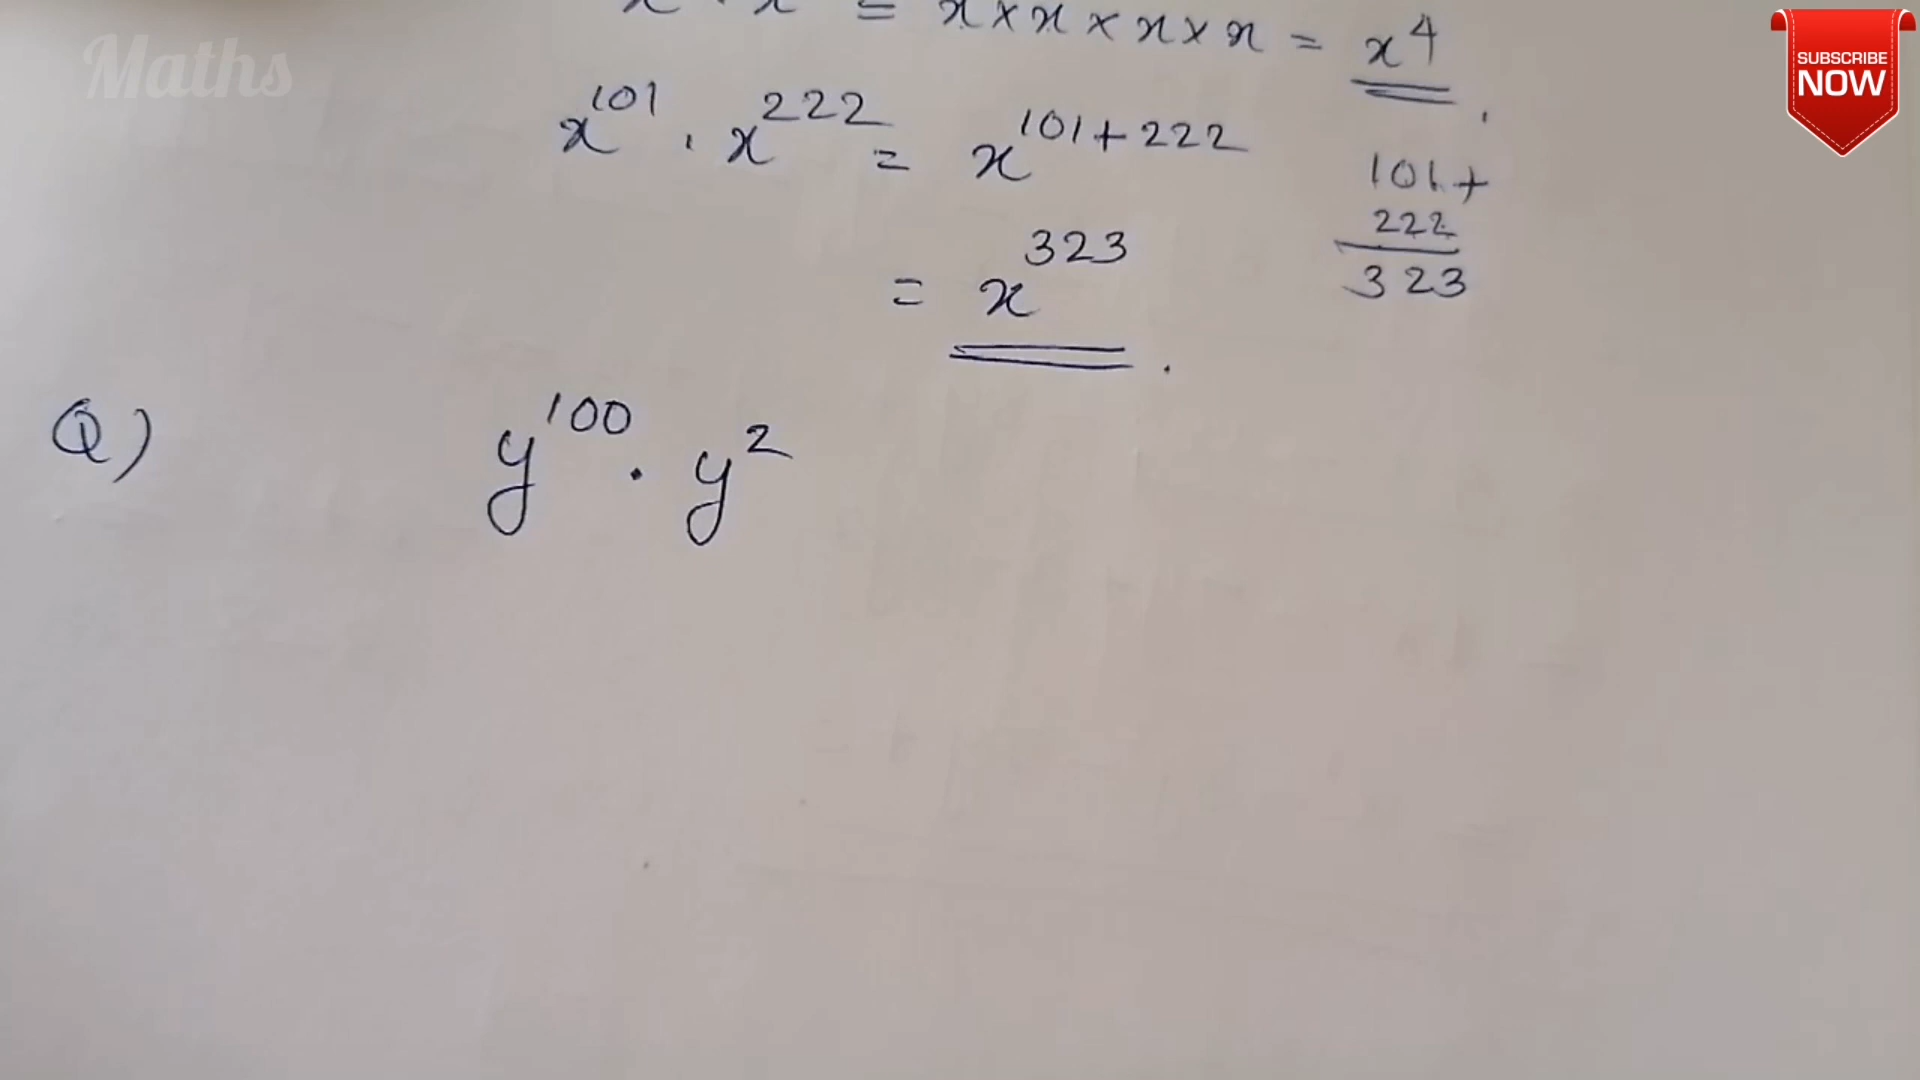 Maths
SUBSCRIBE
NOW
= x × x × x × x = x⁴
x¹⁰¹ . x²²² = x¹⁰¹⁺²²²
101+
222
323
= x³²³
Q) y¹⁰⁰ . y²